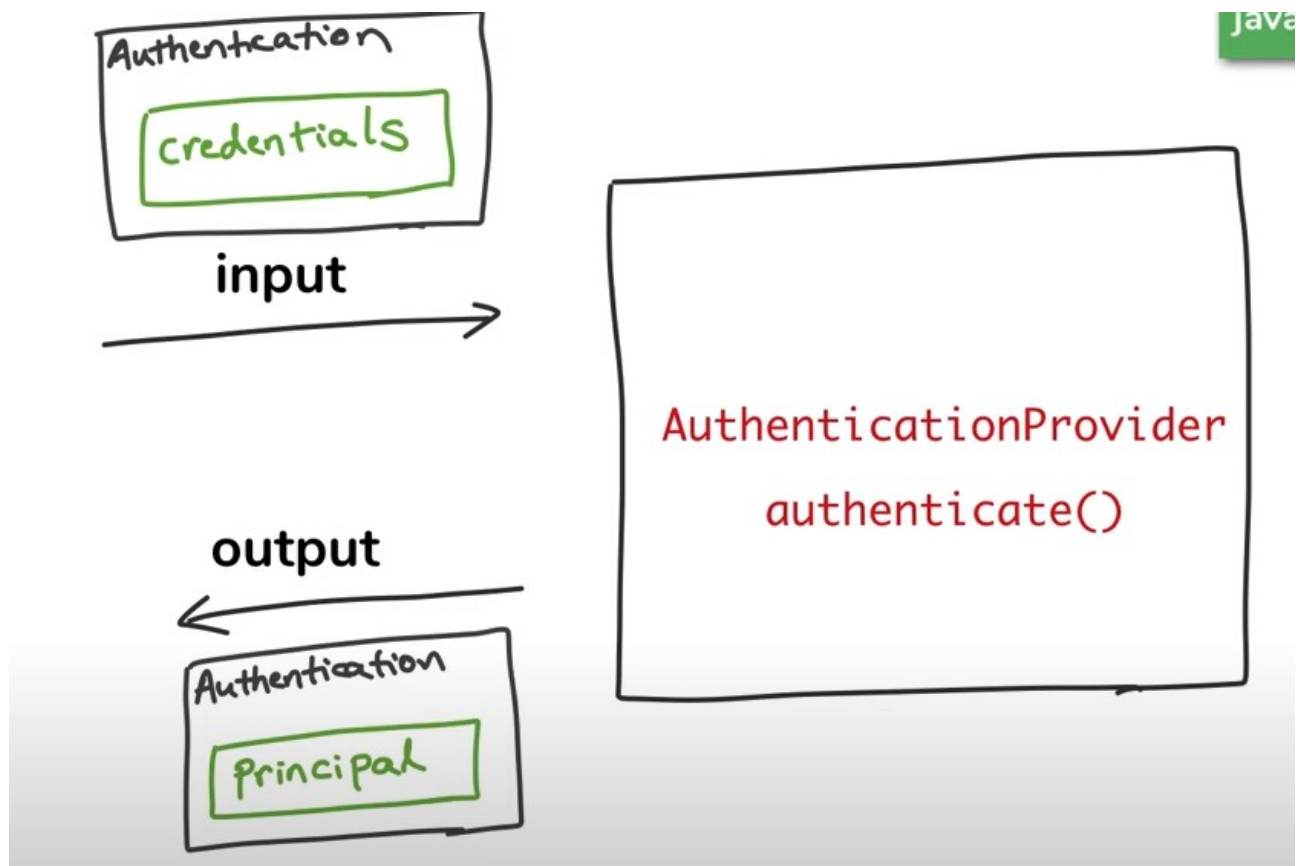 Authentication
credentials
input
Java
AuthenticationProvider
authenticate()
output
Authentication
Principal